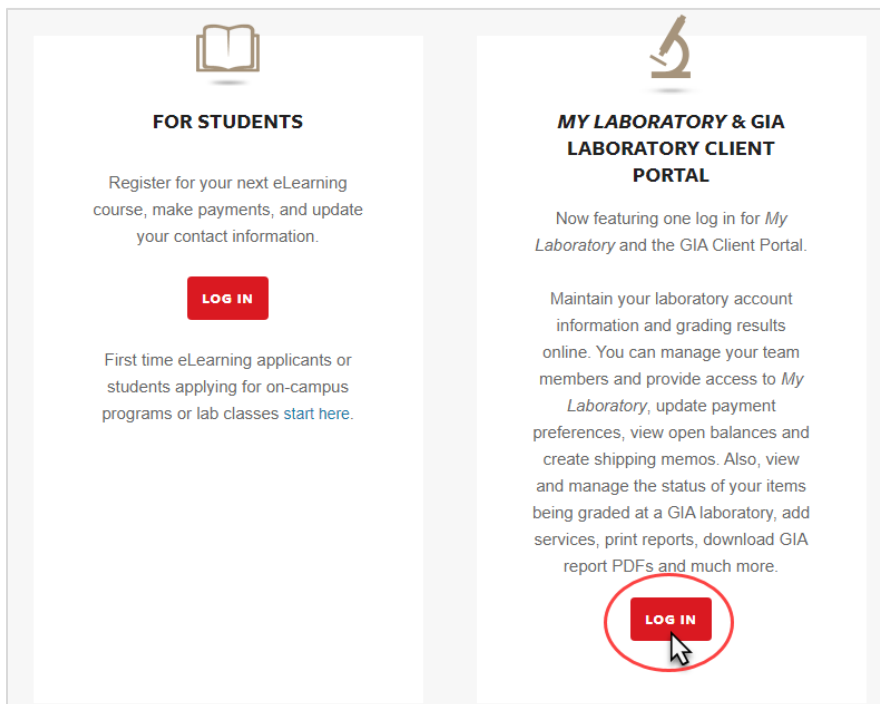 FOR STUDENTS
Register for your next eLearning
course, make payments, and update
your contact information.
LOG IN
First time eLearning applicants or
students applying for on-campus
programs or lab classes start here.
MY LABORATORY & GIA
LABORATORY CLIENT
PORTAL
Now featuring one log in for My
Laboratory and the GIA Client Portal.
Maintain your laboratory account
information and grading results
online. You can manage your team
members and provide access to My
Laboratory, update payment
preferences, view open balances and
create shipping memos. Also, view
and manage the status of your items
being graded at a GIA laboratory, add
services, print reports, download GIA
report PDFs and much more.
LOG IN